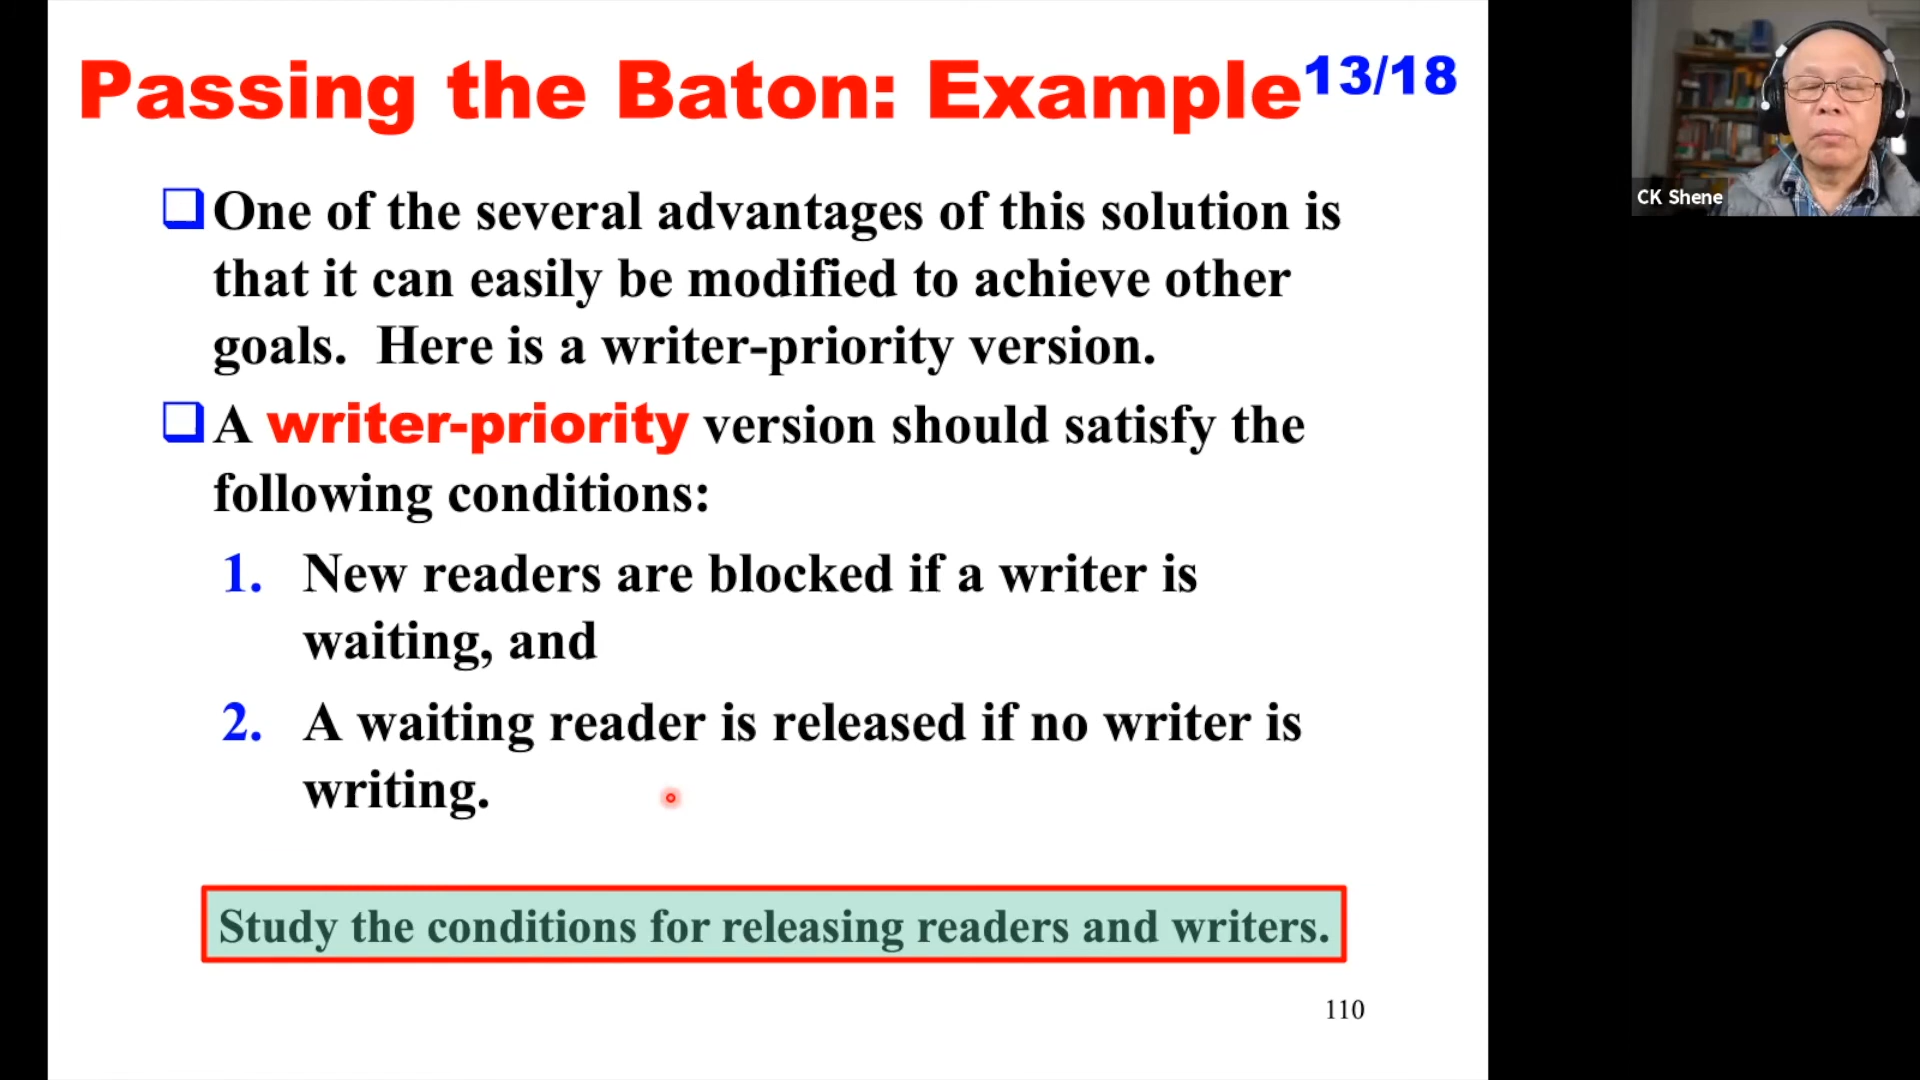 Passing the Baton: Example13/18
CK Shene
One of the several advantages of this solution is
that it can easily be modified to achieve other
goals. Here is a writer-priority version.
A writer-priority version should satisfy the
following conditions:
1. New readers are blocked if a writer is
waiting, and
2. A waiting reader is released if no writer is
writing.
Study the conditions for releasing readers and writers.
110